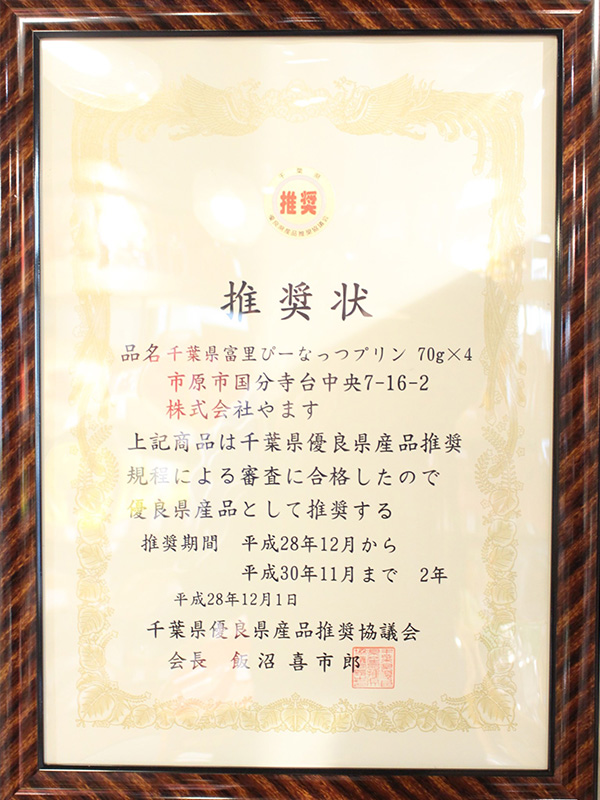 推奨
推奨状
品名千葉県富里ぴーなっつプリン 70g×4
市原市国分寺台中央7-16-2
株式会社やます
上記商品は千葉県優良県産品推奨
規程による審査に合格したので
優良県産品として推奨する
推奨期間 平成28年12月から
平成30年11月まで 2年
平成28年12月1日
千葉県優良県産品推奨協議会
会長 飯沼 喜市郎